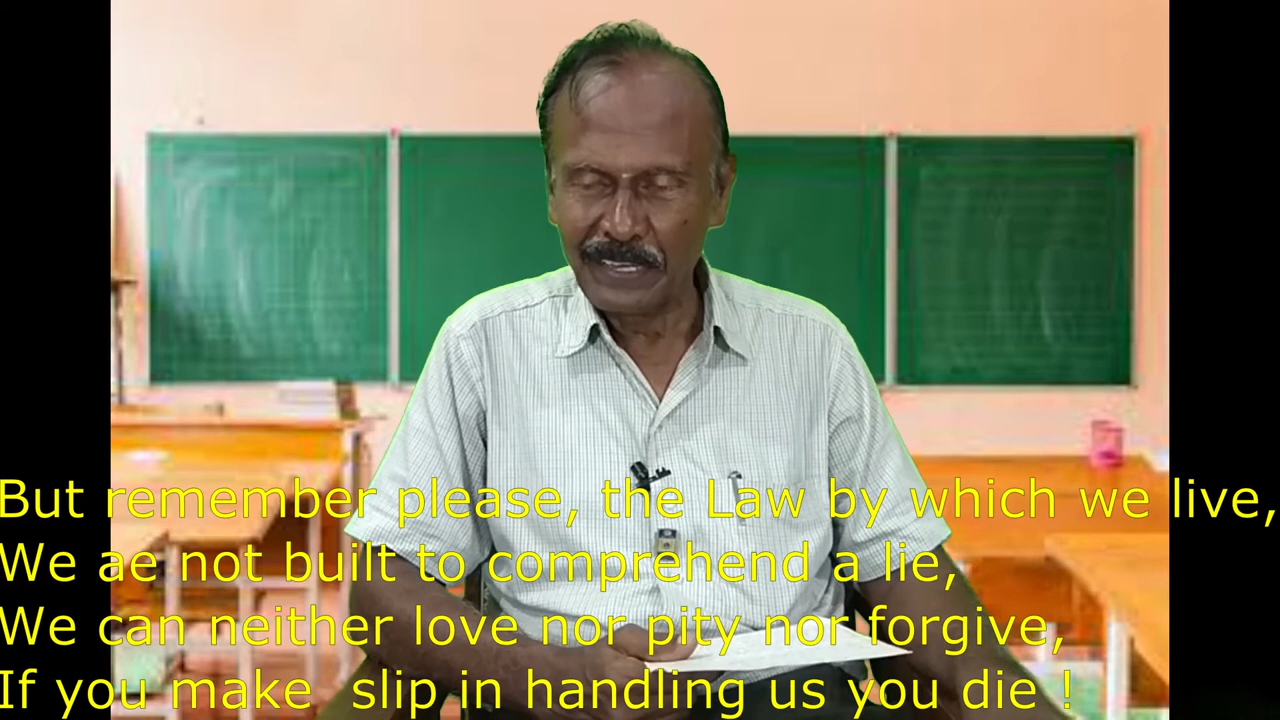 But remember please, the Law by which we live,
We ae not built to comprehend a lie,
We can neither love nor pity nor forgive,
If you make  slip in handling us you die !